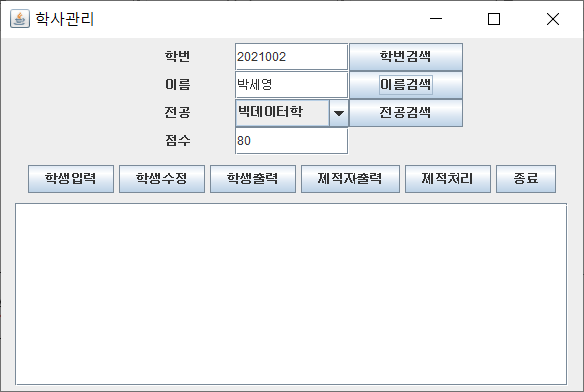 학사관리
학번 2021002 학번검색
이름 박세영 이름검색
전공 빅데이터학 전공검색
점수 80
학생입력 학생수정 학생출력 제적자출력 제적처리 종료